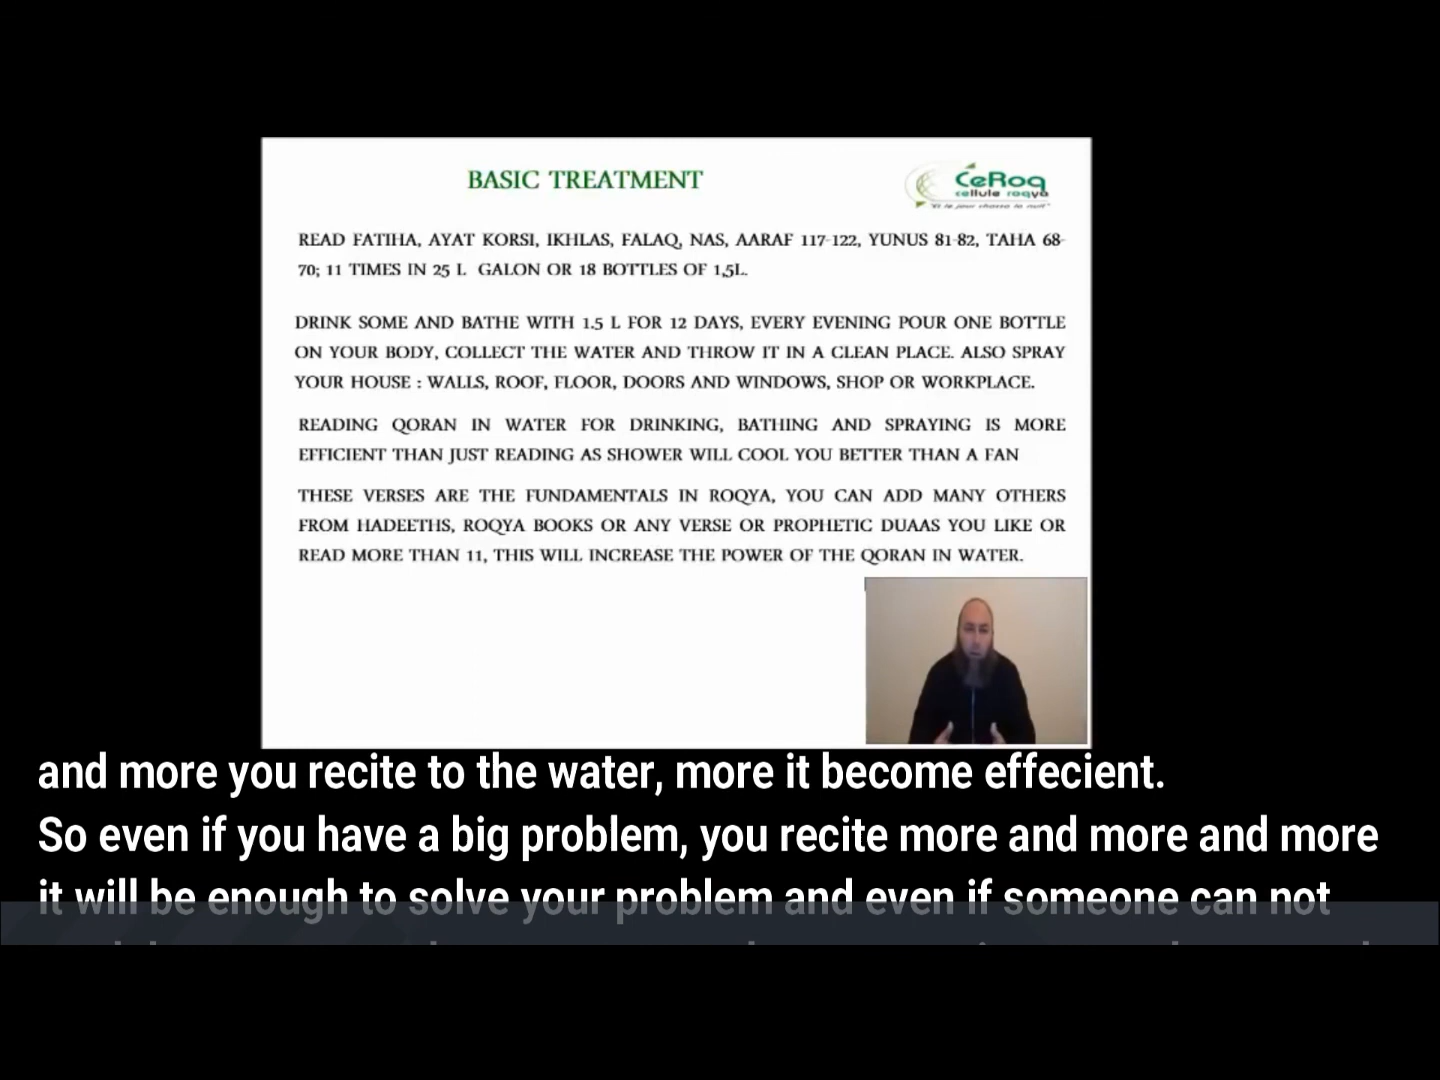 BASIC TREATMENT
CeRoq
cellule roqya
READ FATIHA, AYAT KORSI, IKHLAS, FALAQ, NAS, AARAF 117-122, YUNUS 81-82, TAHA 68-
70; 11 TIMES IN 25 L GALON OR 18 BOTTLES OF 1,5L.
DRINK SOME AND BATHE WITH 1.5 L FOR 12 DAYS, EVERY EVENING POUR ONE BOTTLE
ON YOUR BODY, COLLECT THE WATER AND THROW IT IN A CLEAN PLACE. ALSO SPRAY
YOUR HOUSE : WALLS, ROOF, FLOOR, DOORS AND WINDOWS, SHOP OR WORKPLACE.
READING QORAN IN WATER FOR DRINKING, BATHING AND SPRAYING IS MORE
EFFICIENT THAN JUST READING AS SHOWER WILL COOL YOU BETTER THAN A FAN
THESE VERSES ARE THE FUNDAMENTALS IN ROQYA, YOU CAN ADD MANY OTHERS
FROM HADEETHS, ROQYA BOOKS OR ANY VERSE OR PROPHETIC DUAAS YOU LIKE OR
READ MORE THAN 11, THIS WILL INCREASE THE POWER OF THE QORAN IN WATER.
and more you recite to the water, more it become effecient.
So even if you have a big problem, you recite more and more and more
it will be enough to solve your problem and even if someone can not